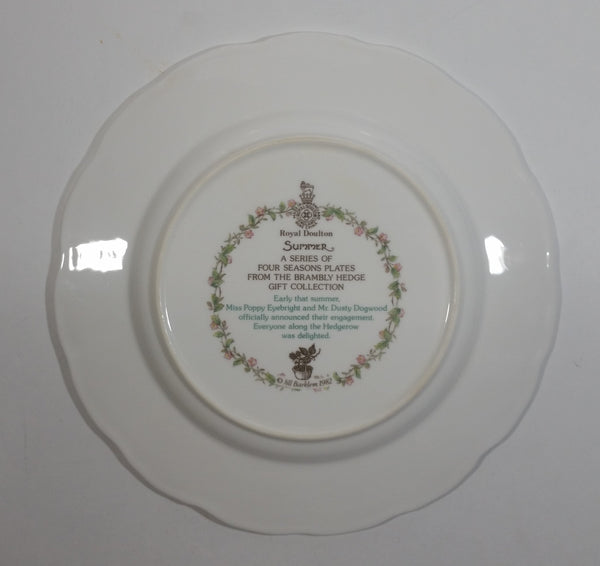 Royal Doulton
SUMMER
A SERIES OF
FOUR SEASONS PLATES
FROM THE BRAMBLY HEDGE
GIFT COLLECTION
Early that summer,
Miss Poppy Eyebright and Mr. Dusty Dogwood
officially announced their engagement.
Everyone along the Hedgerow
was delighted.
© Jill Barklem 1982